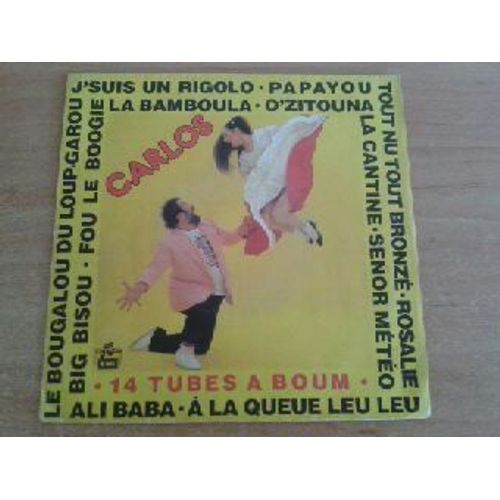 J'SUIS UN RIGOLO · PAPAYOU
LA BAMBOULA · D'ZITOUNA
TOUT NU TOUT BRONZÉ · ROSALIE
LA CANTINE · SENOR MÉTÉO
LE BOUGALOU DU LOUP-GAROU
BIG BISOU · FOU LE BOOGIE
CARLOS
· 14 TUBES A BOUM ·
ALI BABA · À LA QUEUE LEU LEU